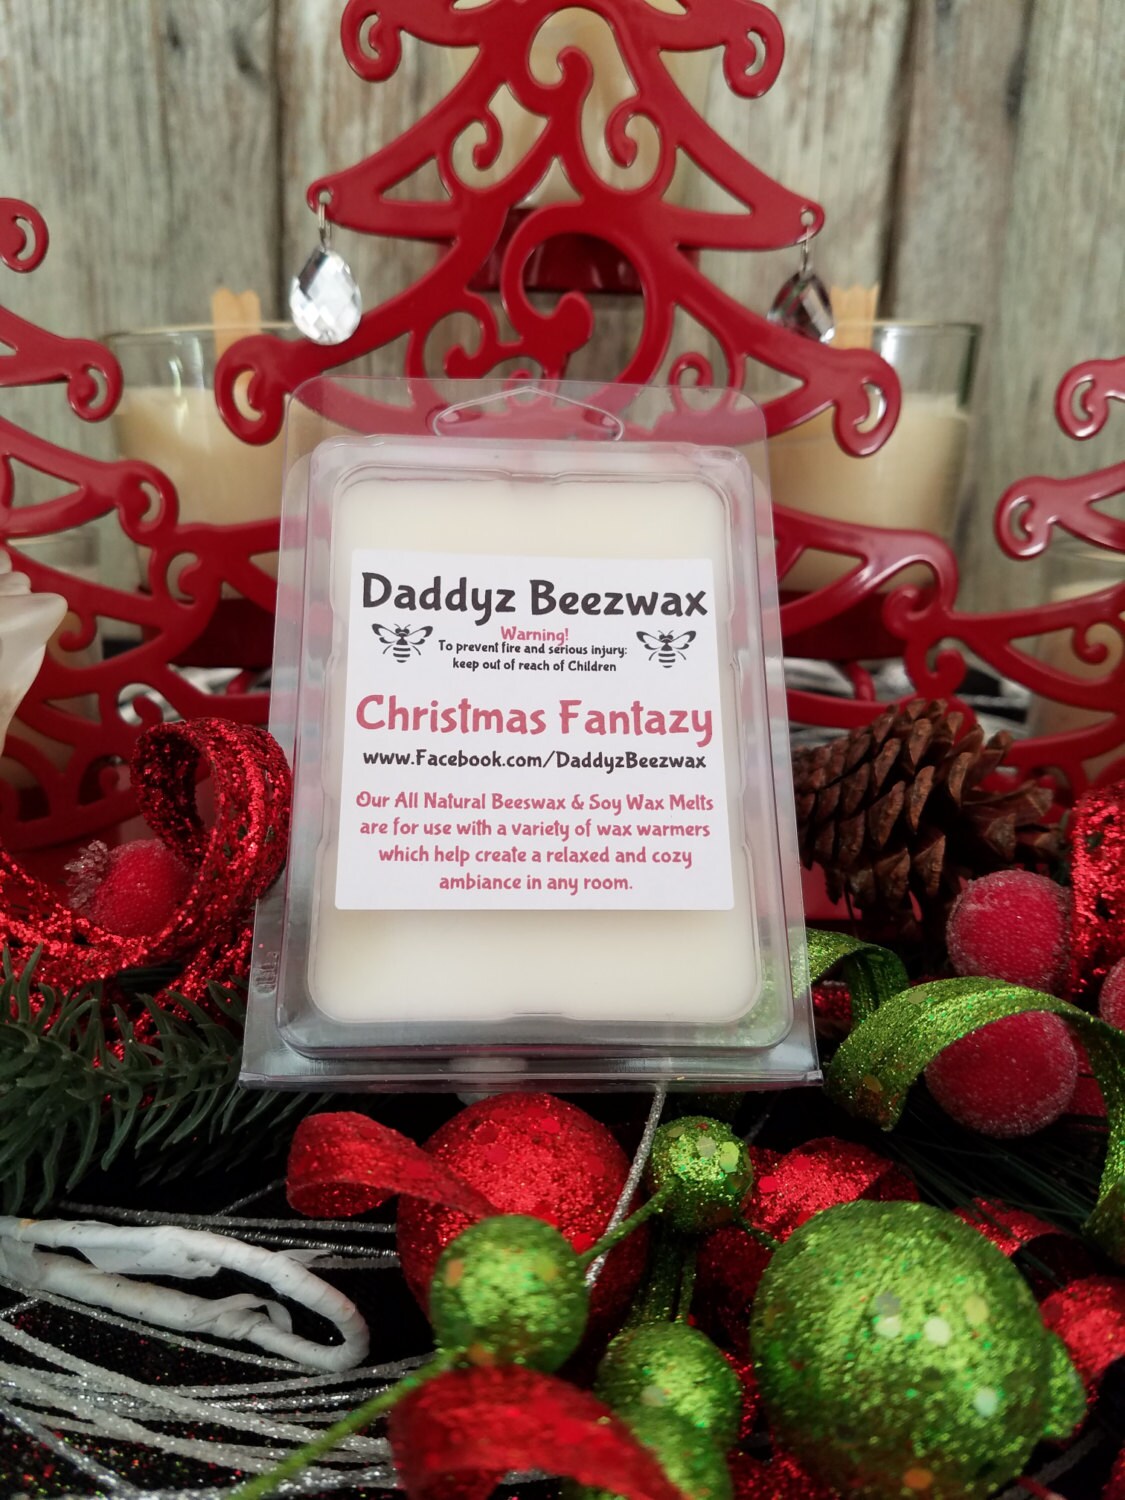 Daddyz Beezwax
Warning!
To prevent fire and serious injury:
keep out of reach of Children
Christmas Fantazy
www.Facebook.com/DaddyzBeezwax
Our All Natural Beeswax & Soy Wax Melts
are for use with a variety of wax warmers
which help create a relaxed and cozy
ambiance in any room.